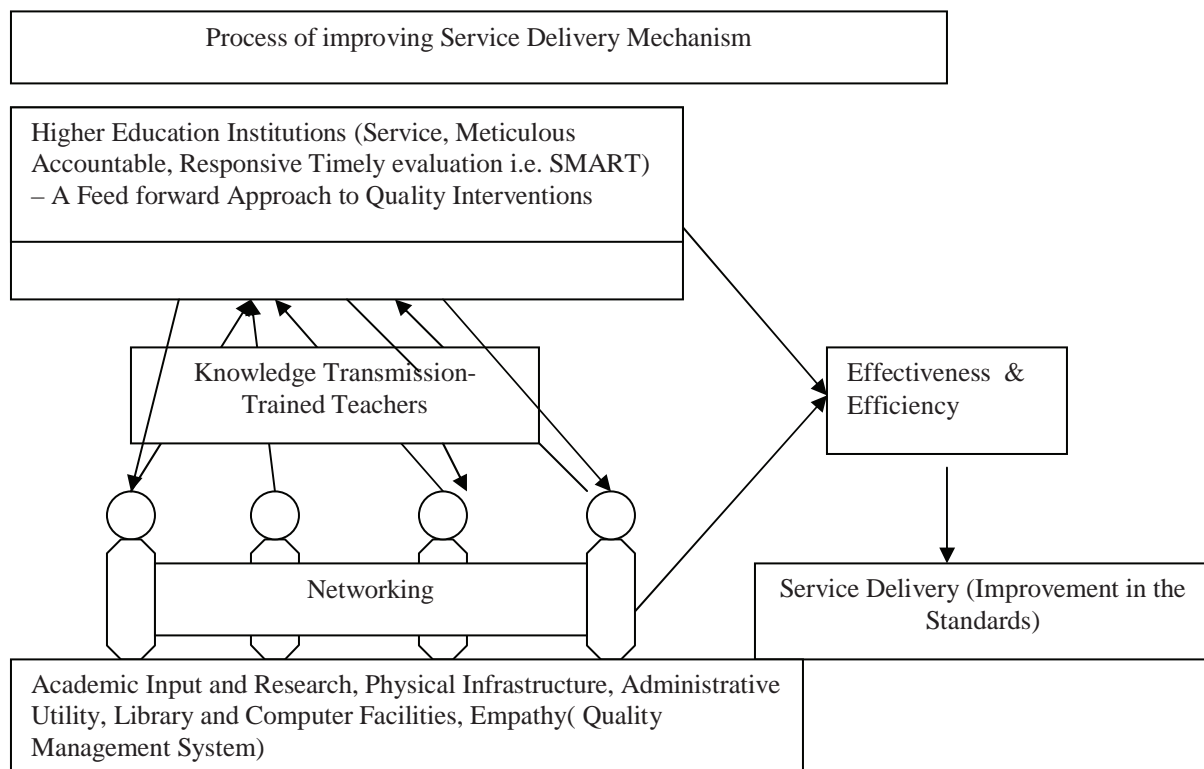 Process of improving Service Delivery Mechanism
Higher Education Institutions (Service, Meticulous
Accountable, Responsive Timely evaluation i.e. SMART)
– A Feed forward Approach to Quality Interventions
Knowledge Transmission-
Trained Teachers
Effectiveness &
Efficiency
Networking
Service Delivery (Improvement in the
Standards)
Academic Input and Research, Physical Infrastructure, Administrative
Utility, Library and Computer Facilities, Empathy( Quality
Management System)